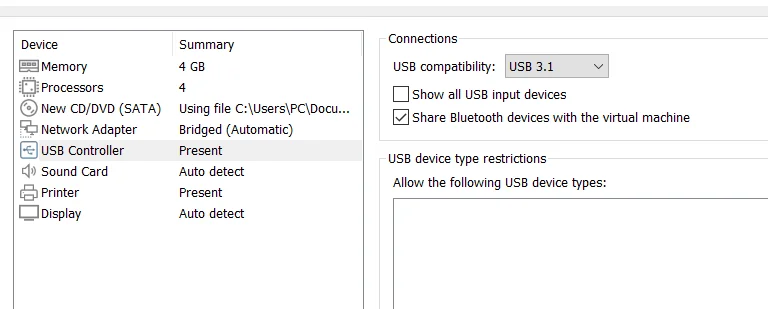 Device Summary
Memory 4 GB
Processors 4
New CD/DVD (SATA) Using file C:\Users\PC\Docu...
Network Adapter Bridged (Automatic)
USB Controller Present
Sound Card Auto detect
Printer Present
Display Auto detect
Connections
USB compatibility: USB 3.1
Show all USB input devices
Share Bluetooth devices with the virtual machine
USB device type restrictions
Allow the following USB device types: